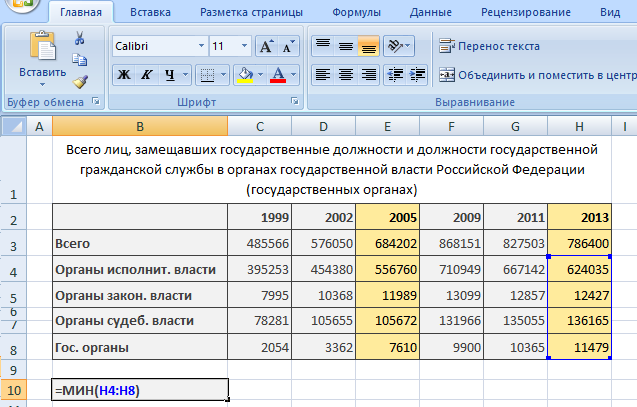 Главная Вставка Разметка страницы Формулы Данные Рецензирование Вид
Calibri 11 А А Перенос текста
Вставить Ж К Ч А Объединить и поместить в центр
Буфер обмена Шрифт Выравнивание
A B C D E F G H I
1 Всего лиц, замещавших государственные должности и должности государственной
гражданской службы в органах государственной власти Российской Федерации
(государственных органах)
2 1999 2002 2005 2009 2011 2013
3 Всего 485566 576050 684202 868151 827503 786400
4 Органы исполнит. власти 395253 454380 556760 710949 667142 624035
5 Органы закон. власти 7995 10368 11989 13099 12857 12427
6
7 Органы судеб. власти 78281 105655 105672 131966 135055 136165
8 Гос. органы 2054 3362 7610 9900 10365 11479
9
10 =МИН(H4:H8)